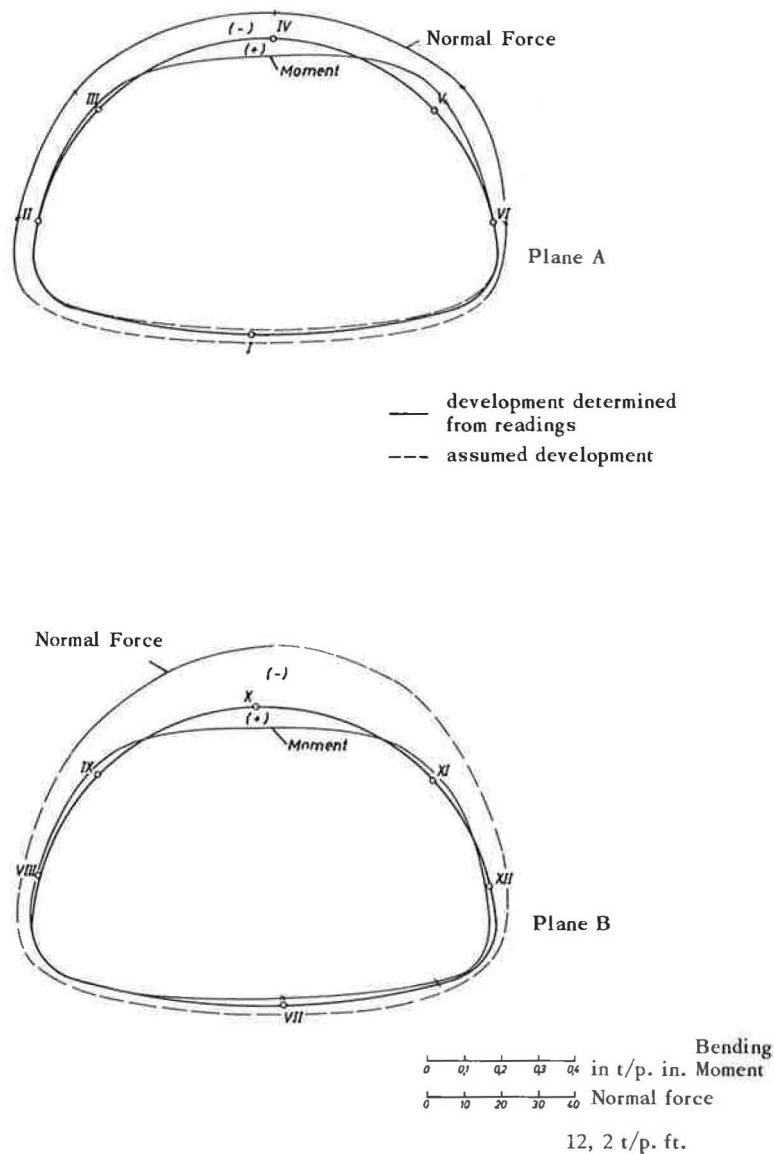 (-) IV
Normal Force
(+)
Moment
III
V
II
VI
Plane A
I
development determined
from readings
assumed development
Normal Force
(-)
X
(+)
Moment
IX
XI
VIII
XII
Plane B
VII
Bending
0 0,1 0,2 0,3 0,4 in t/p. in. Moment
0 10 20 30 40 Normal force
12, 2 t/p. ft.